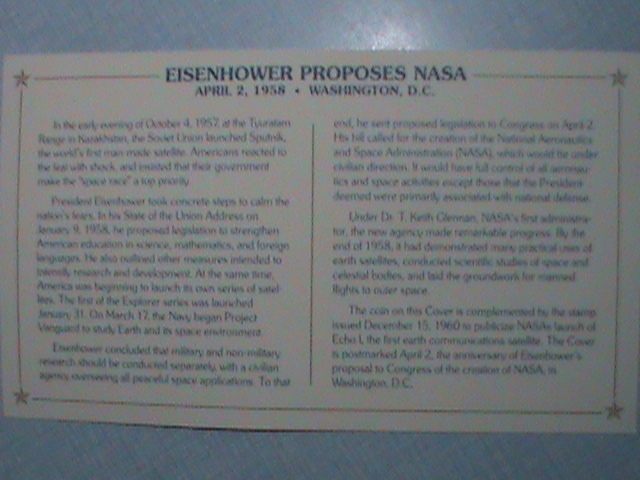 EISENHOWER PROPOSES NASA
APRIL 2, 1958 • WASHINGTON, D.C.
In the early evening of October 4, 1957, at the Tyuratam
Range in Kazakhstan, the Soviet Union launched Sputnik,
the world's first man made satellite. Americans reacted to
the feat with shock, and insisted that their government
make the "space race" a top priority.
President Eisenhower took concrete steps to calm the
nation's fears. In his State of the Union Address on
January 9, 1958, he proposed legislation to strengthen
American education in science, mathematics, and foreign
languages. He also outlined other measures intended to
intensify research and development. At the same time,
America was beginning to launch its own series of satel-
lites. The first of the Explorer series was launched
January 31. On March 17, the Navy began Project
Vanguard to study Earth and its space environment.
Eisenhower concluded that military and non-military
research should be conducted separately, with a civilian
agency overseeing all peaceful space applications. To that
end, he sent proposed legislation to Congress on April 2.
His bill called for the creation of the National Aeronautics
and Space Administration (NASA), which would be under
civilian direction. It would have full control of all aeronau-
tics and space activities except those that the President
deemed were primarily associated with national defense.
Under Dr. T. Keith Glennan, NASA's first administra-
tor, the new agency made remarkable progress. By the
end of 1958, it had demonstrated many practical uses of
earth satellites, conducted scientific studies of space and
celestial bodies, and laid the groundwork for manned
flights to outer space.
The coin on this Cover is complemented by the stamp
issued December 15, 1960 to publicize NASA's launch of
Echo I, the first earth communications satellite. The Cover
is postmarked April 2, the anniversary of Eisenhower's
proposal to Congress of the creation of NASA, in
Washington, D.C.